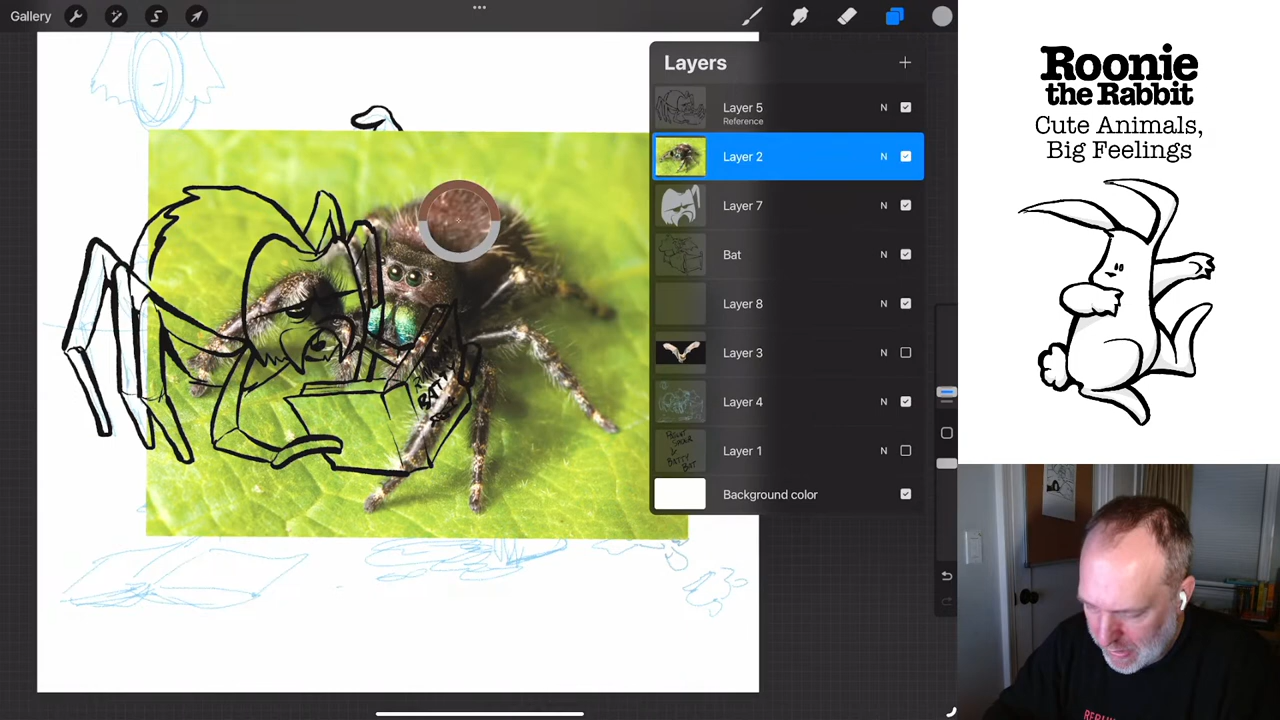 Gallery
Layers
Layer 5
N
Reference
Layer 2
N
Layer 7
N
Bat
N
Layer 8
N
Layer 3
N
Layer 4
N
Layer 1
N
Background color
BATTY
Roonie
the Rabbit
Cute Animals,
Big Feelings